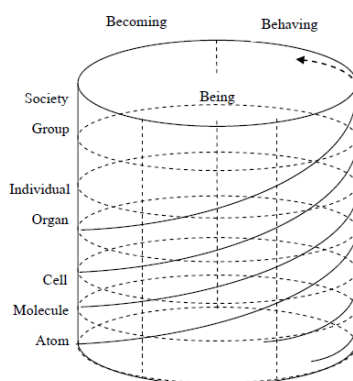 Becoming
Behaving
Society
Being
Group
Individual
Organ
Cell
Molecule
Atom